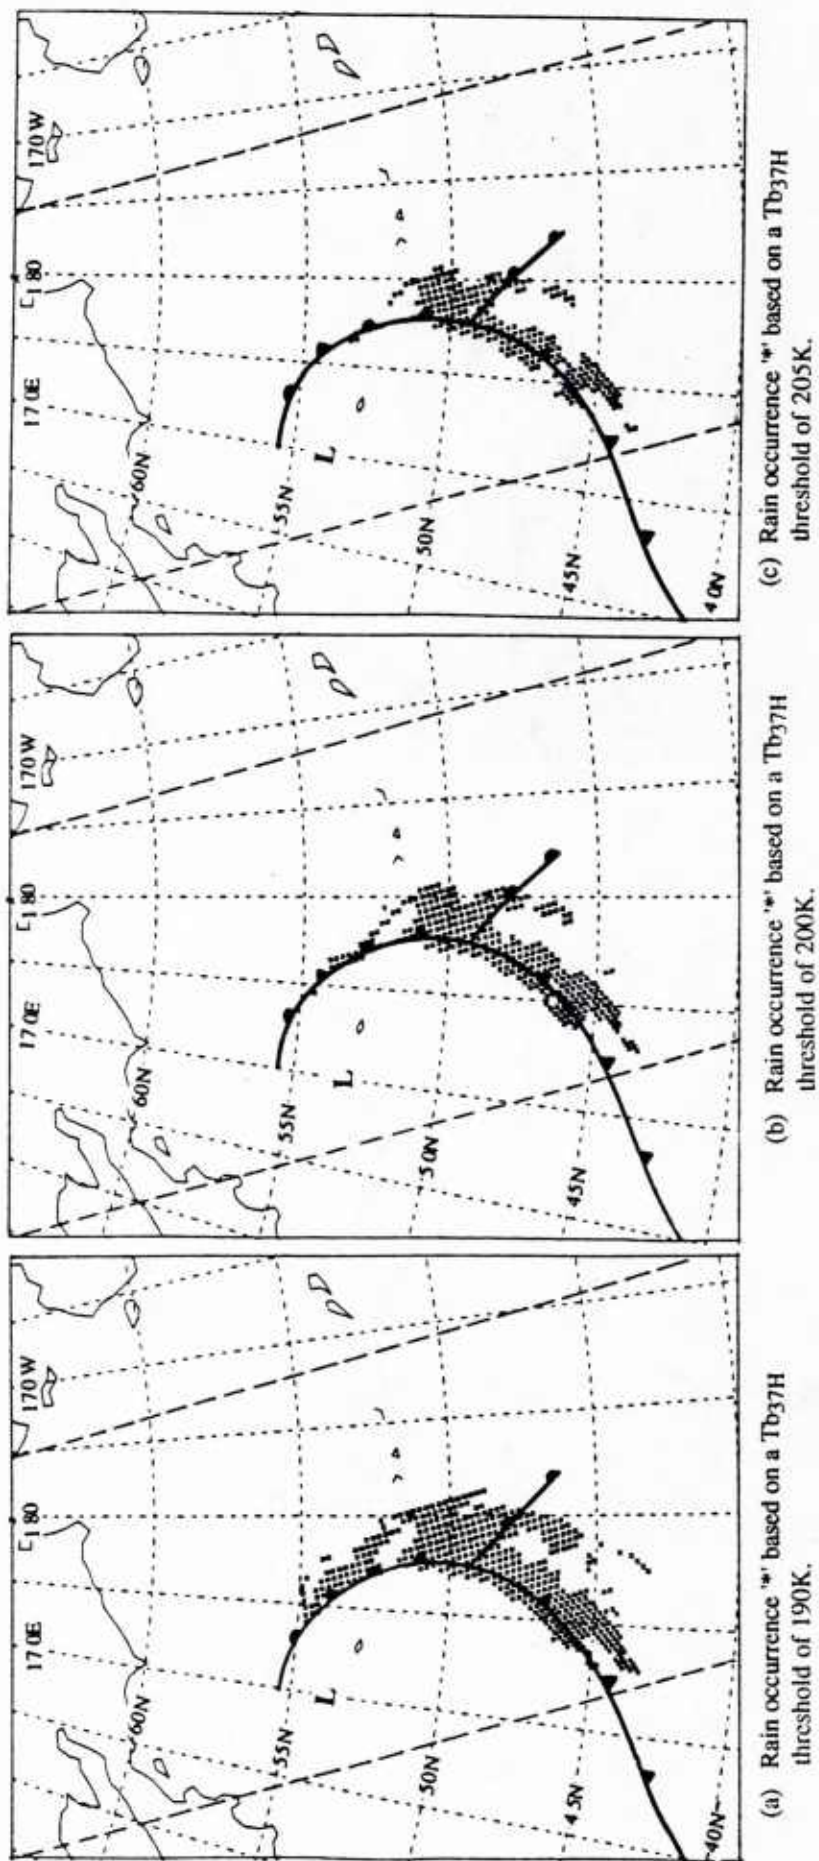 170E
180
170W
60N
55N
L
50N
45N
40N
(a) Rain occurrence '*' based on a Tb37H
threshold of 190K.
170E
180
170W
60N
55N
L
50N
45N
(b) Rain occurrence '*' based on a Tb37H
threshold of 200K.
170E
180
170W
60N
55N
L
50N
45N
40N
(c) Rain occurrence '*' based on a Tb37H
threshold of 205K.